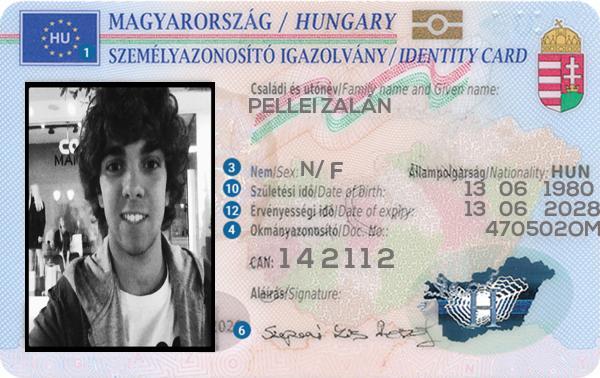 HU
1
MAGYARORSZÁG / HUNGARY
SZEMÉLYAZONOSÍTÓ IGAZOLVÁNY / IDENTITY CARD
Családi és utónév/Family name and Given name:
PELLEI ZALAN
3 Nem/Sex: N/F Állampolgárság/Nationality: HUN
10 Születési idő/Date of birth: 13 06 1980
12 Érvényességi idő/Date of expiry: 13 06 2028
4 Okmányazonosító/Doc. No.: 470502OM
CAN: 142112
Aláírás/Signature:
6
H